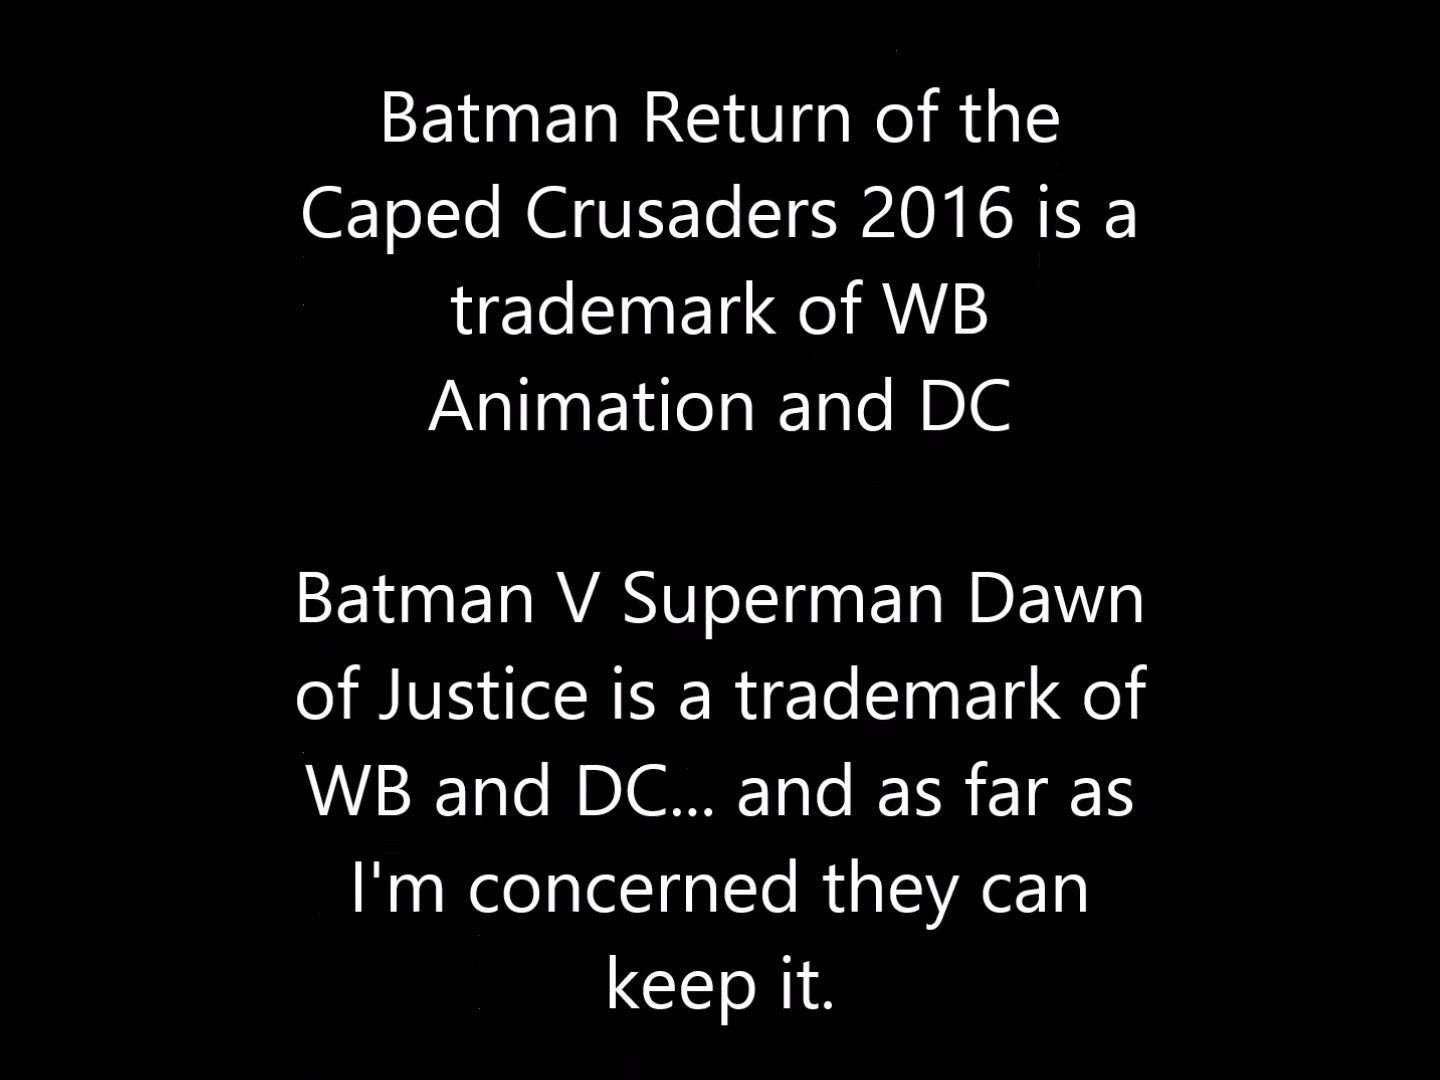 Batman Return of the
Caped Crusaders 2016 is a
trademark of WB
Animation and DC
Batman V Superman Dawn
of Justice is a trademark of
WB and DC... and as far as
I'm concerned they can
keep it.